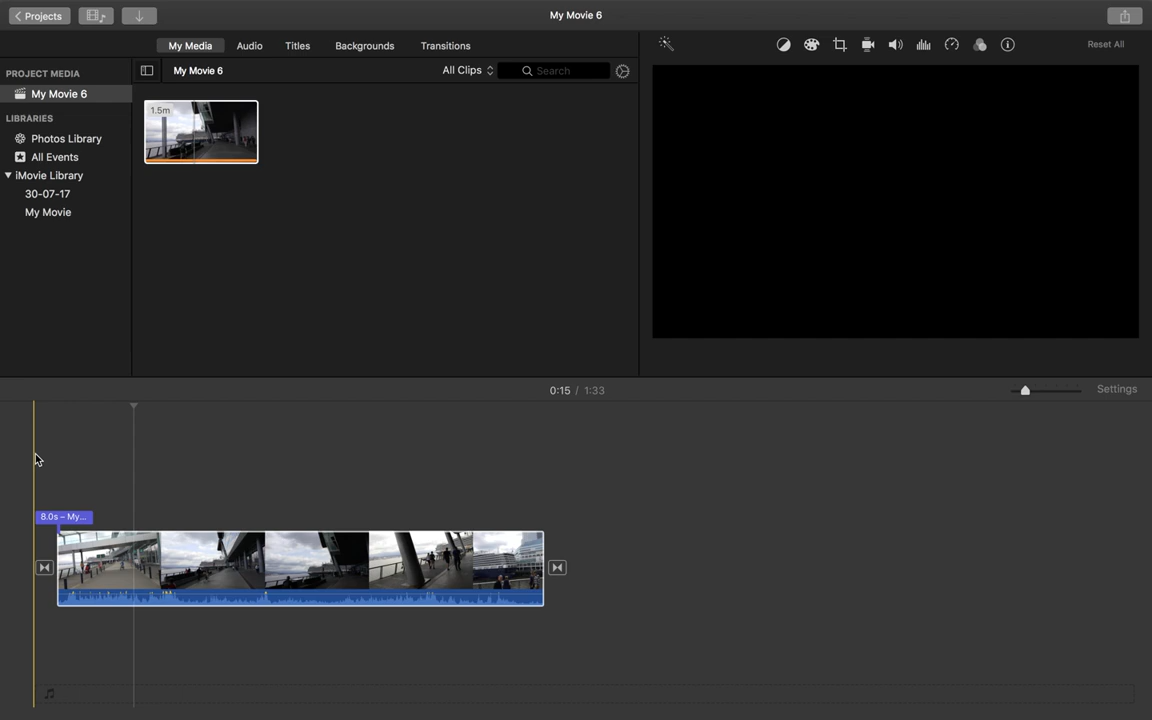 Projects
My Movie 6
My Media
Audio
Titles
Backgrounds
Transitions
Reset All
PROJECT MEDIA
My Movie 6
All Clips
Search
My Movie 6
1.5m
LIBRARIES
Photos Library
All Events
iMovie Library
30-07-17
My Movie
0:15 / 1:33
Settings
8.0s – My...